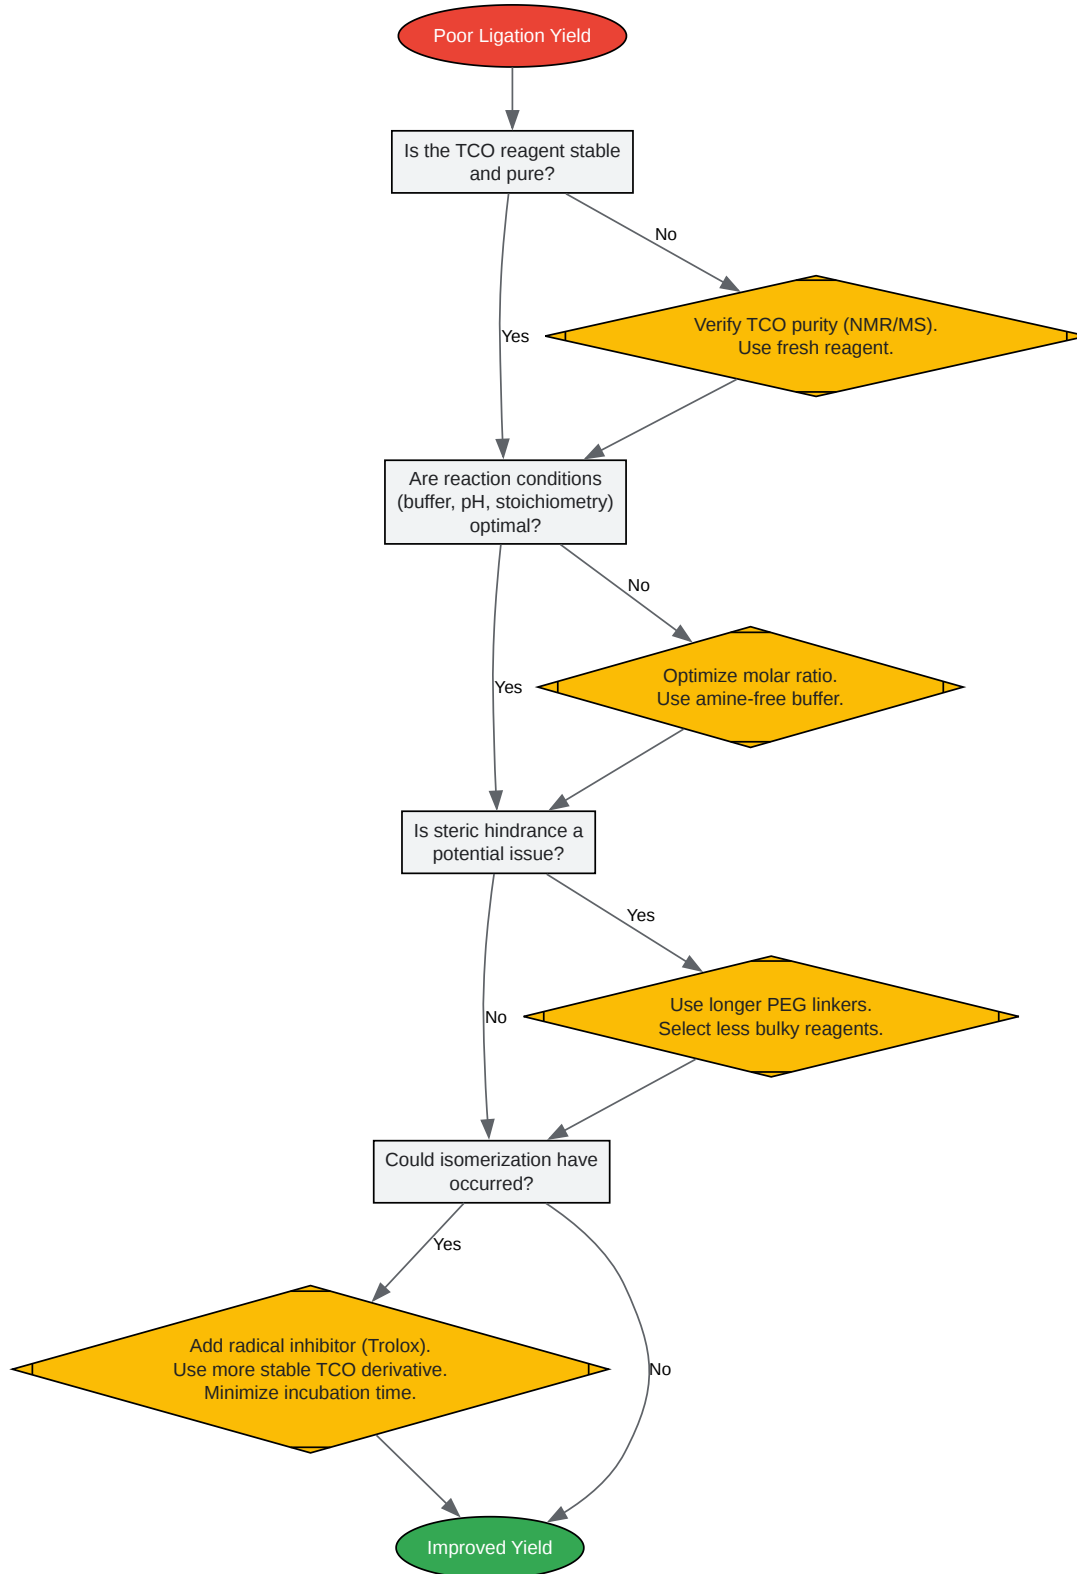 Poor Ligation Yield
Is the TCO reagent stable
and pure?
No
Verify TCO purity (NMR/MS).
Use fresh reagent.
Yes
Are reaction conditions
(buffer, pH, stoichiometry)
optimal?
No
Optimize molar ratio.
Use amine-free buffer.
Yes
Is steric hindrance a
potential issue?
Yes
Use longer PEG linkers.
Select less bulky reagents.
No
Could isomerization have
occurred?
Yes
Add radical inhibitor (Trolox).
Use more stable TCO derivative.
Minimize incubation time.
No
Improved Yield